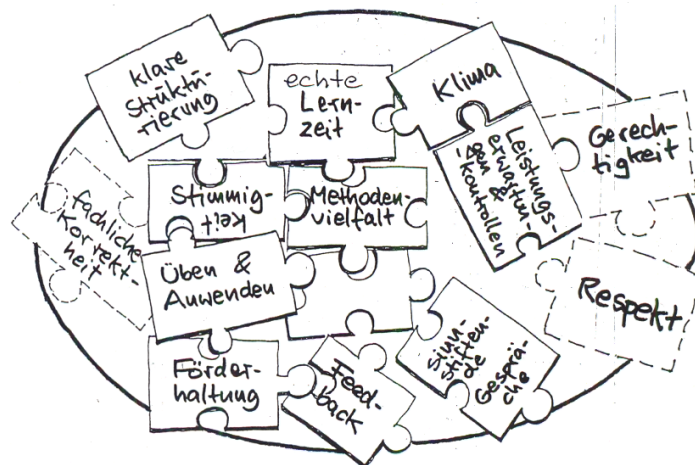 klare
Struktu-
rierung
echte
Lern-
zeit
Klima
Leistungs-
erwartun-
gen &
-kontrollen
Gerech-
tigkeit
fachliche
Korrekt-
heit
Stimmig-
keit
Methoden-
vielfalt
Üben &
Anwenden
Respekt
sinn-
stiften-
de
Gesprä-
che
Förder-
haltung
Feed-
back